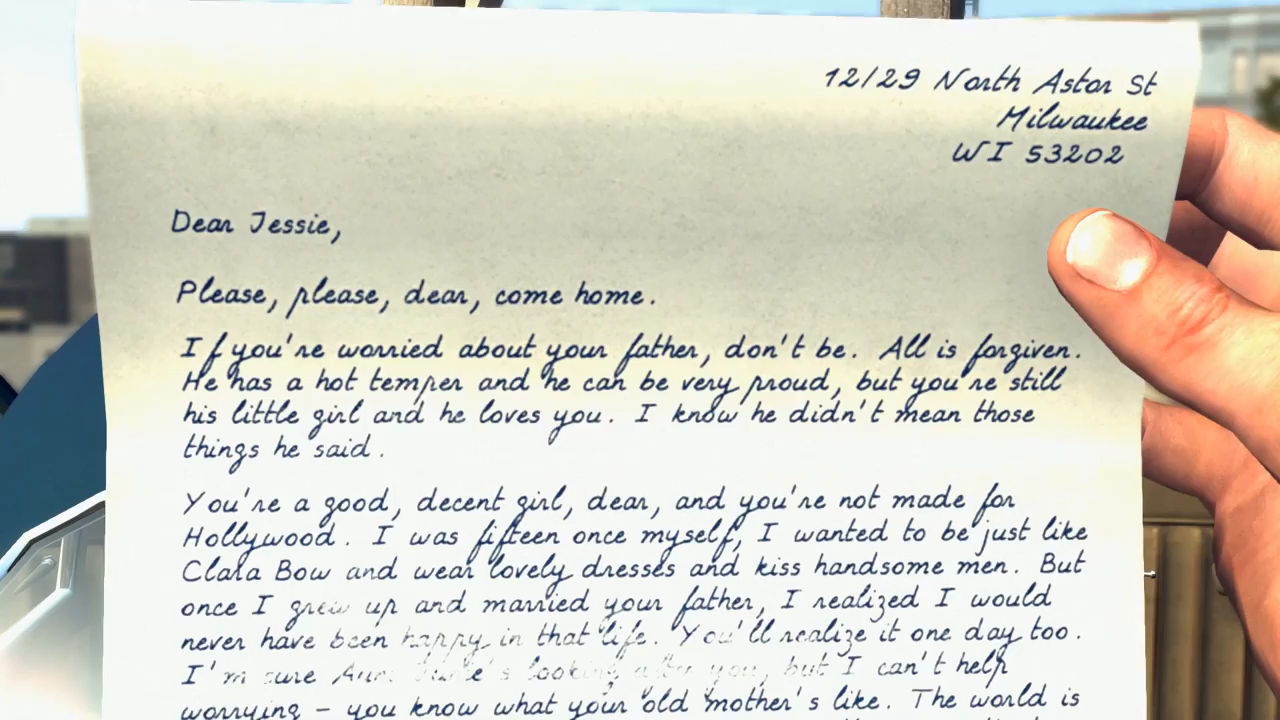 12/29 North Astor St
Milwaukee
WI 53202
Dear Jessie,
Please, please, dear, come home.
If you're worried about your father, don't be. All is forgiven.
He has a hot temper and he can be very proud, but you're still
his little girl and he loves you. I know he didn't mean those
things he said.
You're a good, decent girl, dear, and you're not made for
Hollywood. I was fifteen once myself, I wanted to be just like
Clara Bow and wear lovely dresses and kiss handsome men. But
once I grew up and married your father, I realized I would
never have been happy in that life. You'll realize it one day too.
I'm sure Aunt looking after you, but I can't help
worrying - you know what your old mother's like. The world is